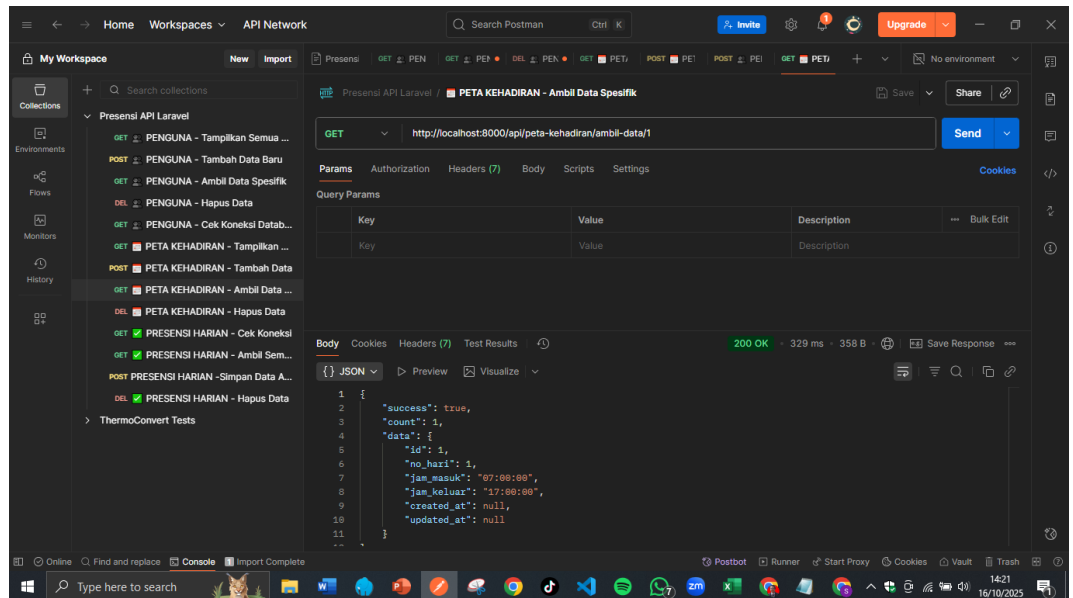 Home Workspaces API Network Search Postman Ctrl K Invite 1 Upgrade
My Workspace New Import Presensi GET PEN GET PEN DEL PEN GET PET/ POST PET POST PEI GET PET/ No environment
Collections
Environments
Flows
Monitors
History
Search collections
Presensi API Laravel
GET PENGUNA - Tampilkan Semua ...
POST PENGUNA - Tambah Data Baru
GET PENGUNA - Ambil Data Spesifik
DEL PENGUNA - Hapus Data
GET PENGUNA - Cek Koneksi Datab...
GET PETA KEHADIRAN - Tampilkan ...
POST PETA KEHADIRAN - Tambah Data
GET PETA KEHADIRAN - Ambil Data ...
DEL PETA KEHADIRAN - Hapus Data
GET PRESENSI HARIAN - Cek Koneksi
GET PRESENSI HARIAN - Ambil Sem...
POST PRESENSI HARIAN -Simpan Data A...
DEL PRESENSI HARIAN - Hapus Data
ThermoConvert Tests
HTTP Presensi API Laravel / PETA KEHADIRAN - Ambil Data Spesifik Save Share
GET http://localhost:8000/api/peta-kehadiran/ambil-data/1 Send
Params Authorization Headers (7) Body Scripts Settings Cookies
Query Params
Key Value Description Bulk Edit
Key Value Description
Body Cookies Headers (7) Test Results 200 OK 329 ms 358 B Save Response
{} JSON Preview Visualize
1 {
2 "success": true,
3 "count": 1,
4 "data": {
5 "id": 1,
6 "no_hari": 1,
7 "jam_masuk": "07:00:00",
8 "jam_keluar": "17:00:00",
9 "created_at": null,
10 "updated_at": null
11 }
Online Find and replace Console Import Complete Postbot Runner Start Proxy Cookies Vault Trash
Type here to search 14:21
16/10/2025